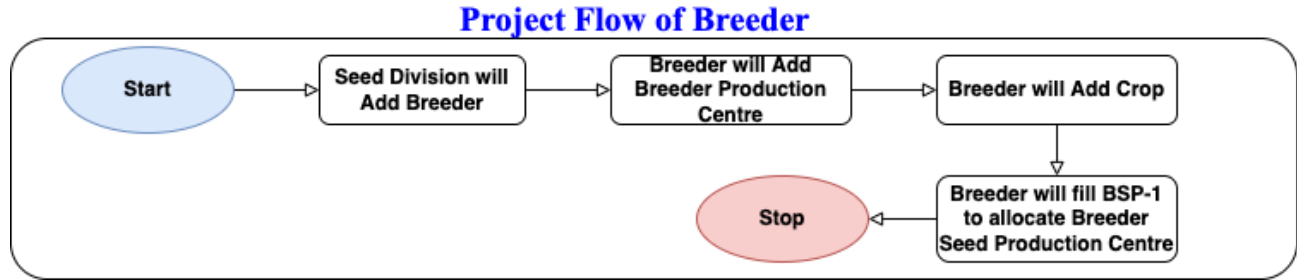 Project Flow of Breeder
Start
Seed Division will
Add Breeder
Breeder will Add
Breeder Production
Centre
Breeder will Add Crop
Breeder will fill BSP-1
to allocate Breeder
Seed Production Centre
Stop